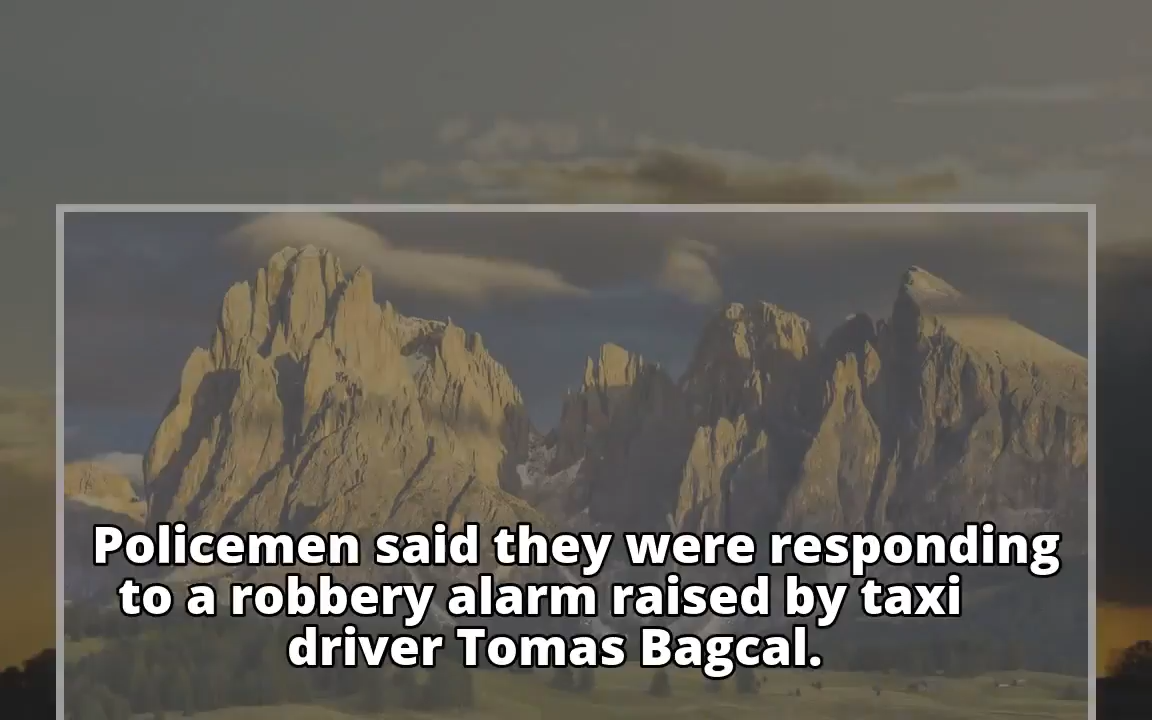 Policemen said they were responding
to a robbery alarm raised by taxi
driver Tomas Bagcal.